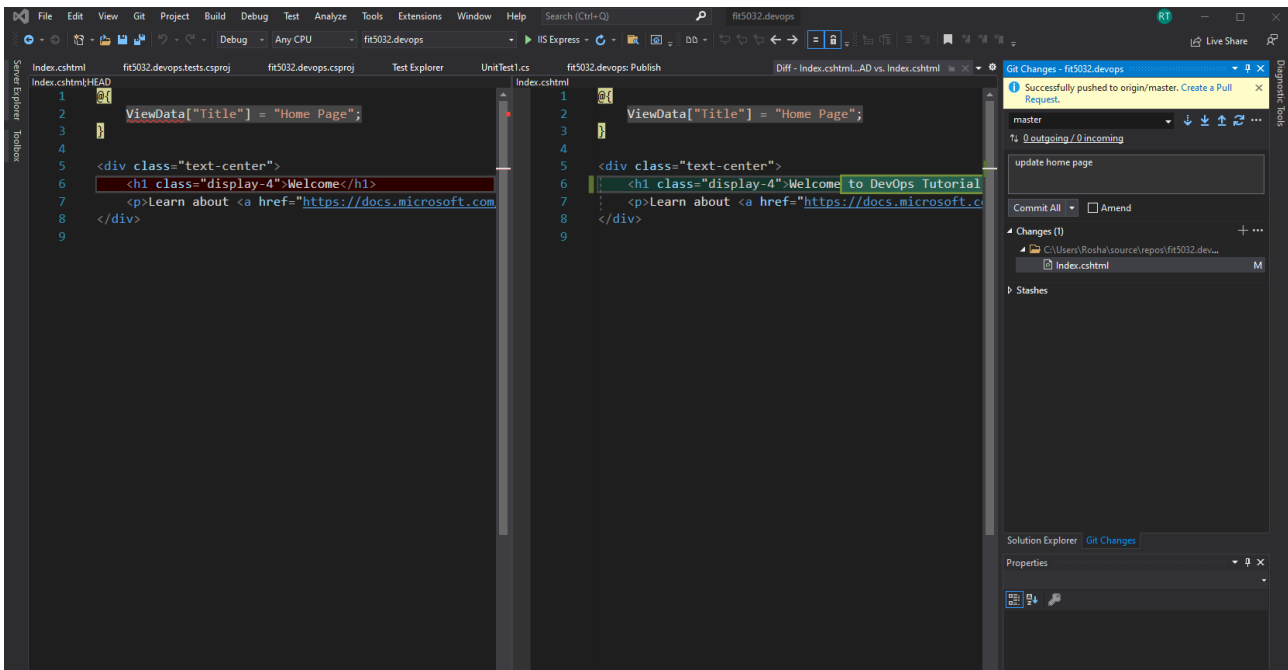 File Edit View Git Project Build Debug Test Analyze Tools Extensions Window Help Search (Ctrl+Q) fit5032.devops RT
Debug Any CPU fit5032.devops IIS Express Live Share
Server Explorer
Toolbox
Index.cshtml fit5032.devops.tests.csproj fit5032.devops.csproj Test Explorer UnitTest1.cs fit5032.devops: Publish Diff - Index.cshtml...AD vs. Index.cshtml
Index.cshtml;HEAD
1 @{
2 ViewData["Title"] = "Home Page";
3 }
4
5 <div class="text-center">
6 <h1 class="display-4">Welcome</h1>
7 <p>Learn about <a href="https://docs.microsoft.com
8 </div>
9
Index.cshtml
1 @{
2 ViewData["Title"] = "Home Page";
3 }
4
5 <div class="text-center">
6 <h1 class="display-4">Welcome to DevOps Tutorial
7 <p>Learn about <a href="https://docs.microsoft.co
8 </div>
9
Git Changes - fit5032.devops
Successfully pushed to origin/master. Create a Pull
Request.
master
0 outgoing / 0 incoming
update home page
Commit All Amend
Changes (1)
C:\Users\Rosha\source\repos\fit5032.dev...
Index.cshtml M
Stashes
Solution Explorer Git Changes
Properties
Diagnostic Tools